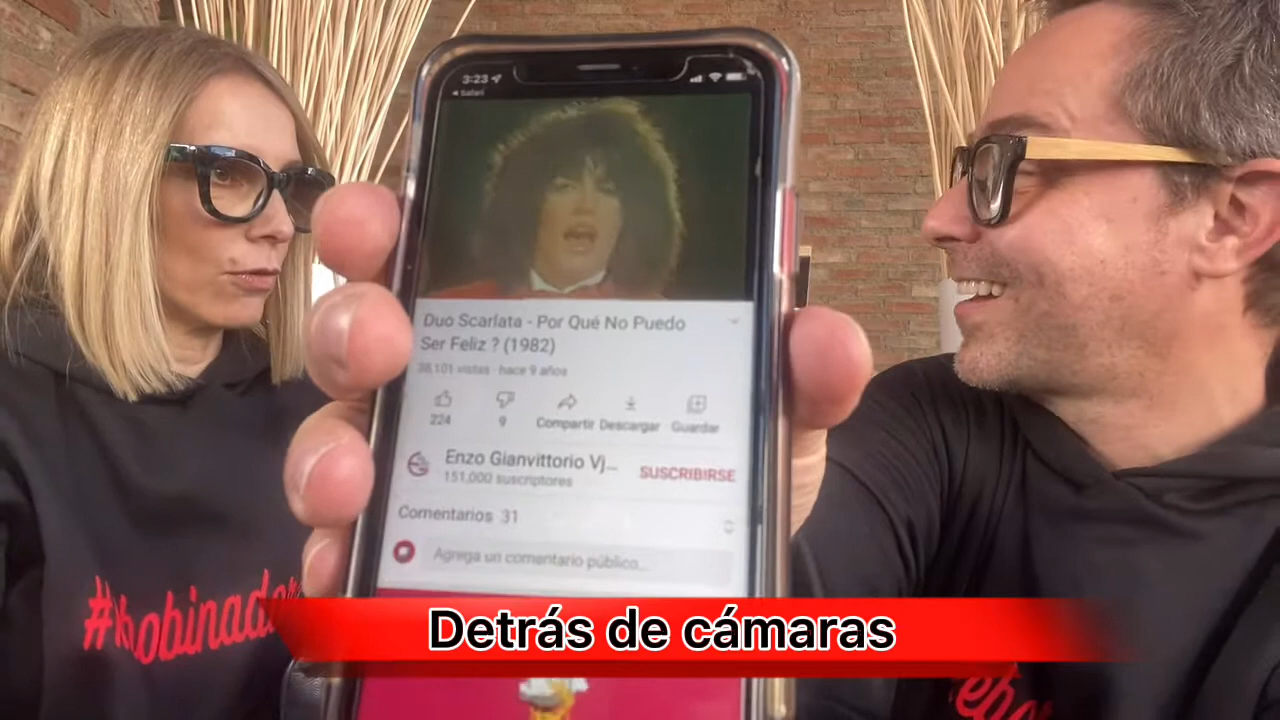 3:23
Safari
Duo Scarlata - Por Qué No Puedo
Ser Feliz ? (1982)
38,101 vistas · hace 9 años
224
9
Compartir
Descargar
Guardar
Enzo Gianvittorio Vj...
151,000 suscriptores
SUSCRIBIRSE
Comentarios 31
Agrega un comentario público...
Detrás de cámaras